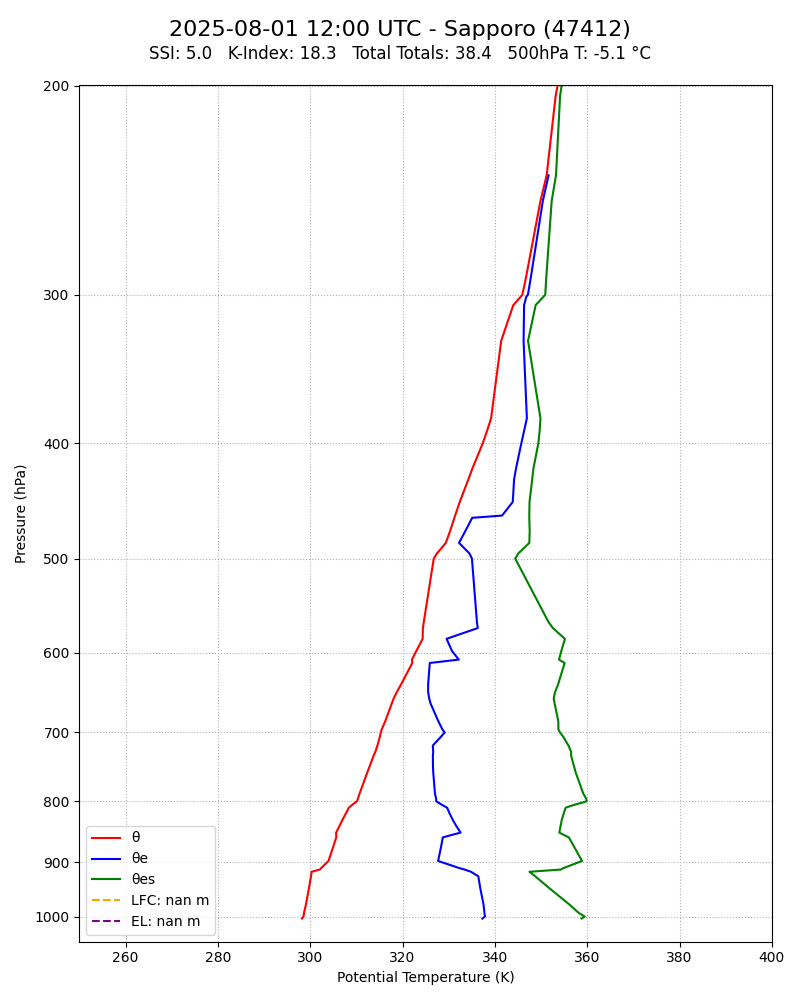 2025-08-01 12:00 UTC - Sapporo (47412)
SSI: 5.0   K-Index: 18.3   Total Totals: 38.4   500hPa T: -5.1 °C
200
300
400
500
600
700
800
900
1000
Pressure (hPa)
θ
θe
θes
LFC: nan m
EL: nan m
260 280 300 320 340 360 380 400
Potential Temperature (K)